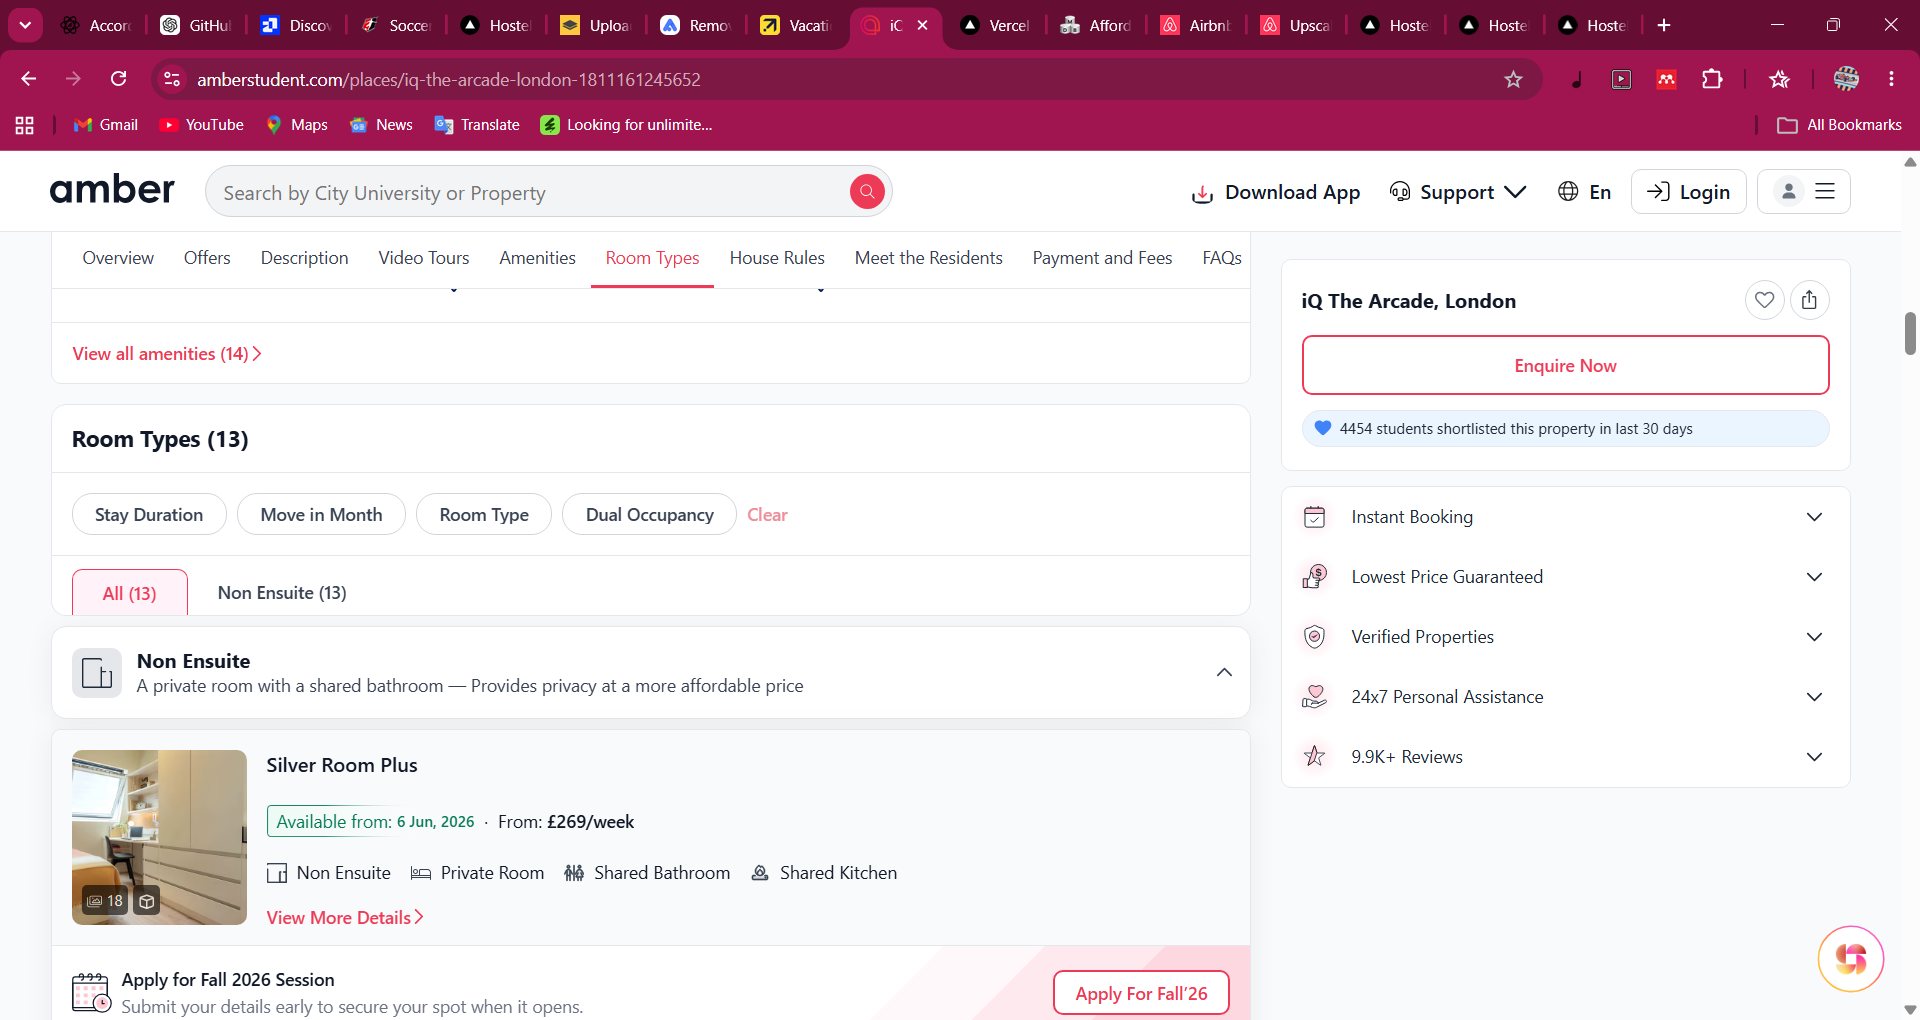 Accor
GitHu
Discov
Soccer
Hostel
Uploa
Remov
Vacati
iC
Vercel
Afford
Airbnb
Upsca
Hostel
Hostel
Hostel
amberstudent.com/places/iq-the-arcade-london-1811161245652
Gmail
YouTube
Maps
News
Translate
Looking for unlimite...
All Bookmarks
amber
Search by City University or Property
Download App
Support
En
Login
Overview
Offers
Description
Video Tours
Amenities
Room Types
House Rules
Meet the Residents
Payment and Fees
FAQs
View all amenities (14)
Room Types (13)
Stay Duration
Move in Month
Room Type
Dual Occupancy
Clear
All (13)
Non Ensuite (13)
Non Ensuite
A private room with a shared bathroom — Provides privacy at a more affordable price
Silver Room Plus
Available from: 6 Jun, 2026 · From: £269/week
Non Ensuite
Private Room
Shared Bathroom
Shared Kitchen
18
View More Details
Apply for Fall 2026 Session
Submit your details early to secure your spot when it opens.
Apply For Fall’26
iQ The Arcade, London
Enquire Now
4454 students shortlisted this property in last 30 days
Instant Booking
Lowest Price Guaranteed
Verified Properties
24x7 Personal Assistance
9.9K+ Reviews